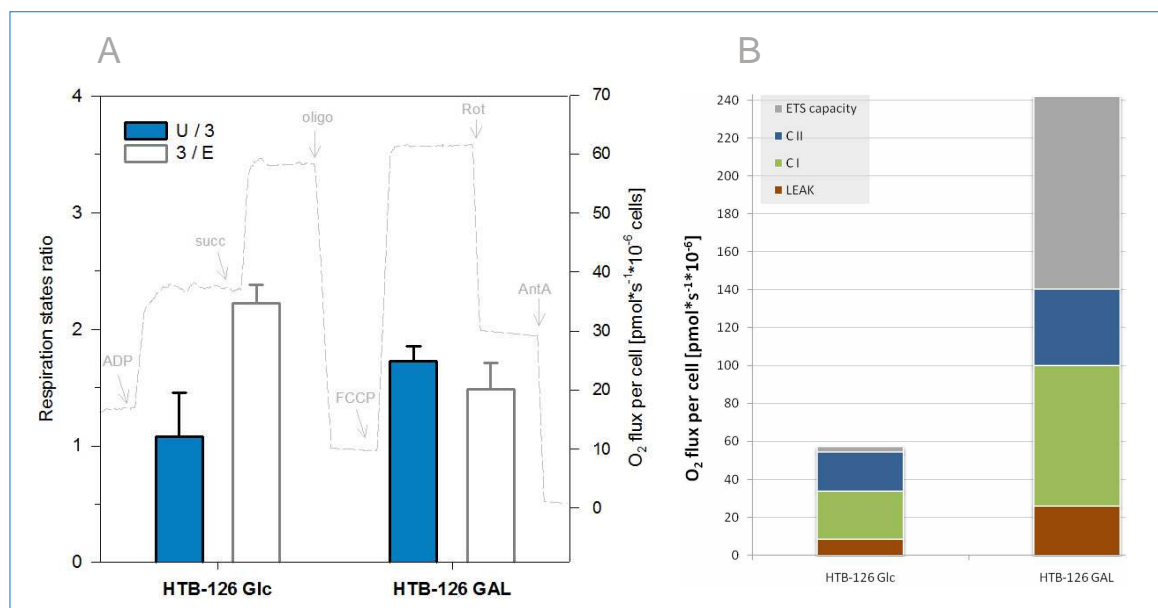 A
B
4
3
2
1
0
Respiration states ratio
U / 3
3 / E
ADP
succ
oligo
FCCP
Rot
AntA
70
60
50
40
30
20
10
0
O₂ flux per cell [pmol*s⁻¹*10⁻⁶ cells]
HTB-126 Glc
HTB-126 GAL
240
220
200
180
160
140
120
100
80
60
40
20
0
O₂ flux per cell [pmol*s⁻¹*10⁻⁶]
ETS capacity
C II
C I
LEAK
HTB-126 Glc
HTB-126 GAL